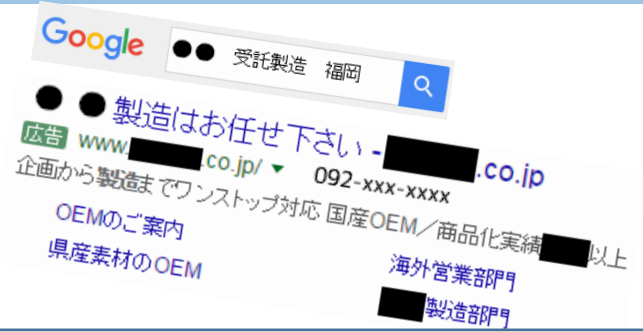 Google
●● 受託製造 福岡
●●製造はお任せ下さい - .co.jp
広告 www. .co.jp/ ▼ 092-xxx-xxxx
企画から製造までワンストップ対応 国産OEM／商品化実績 以上
OEMのご案内
海外営業部門
県産素材のOEM
製造部門